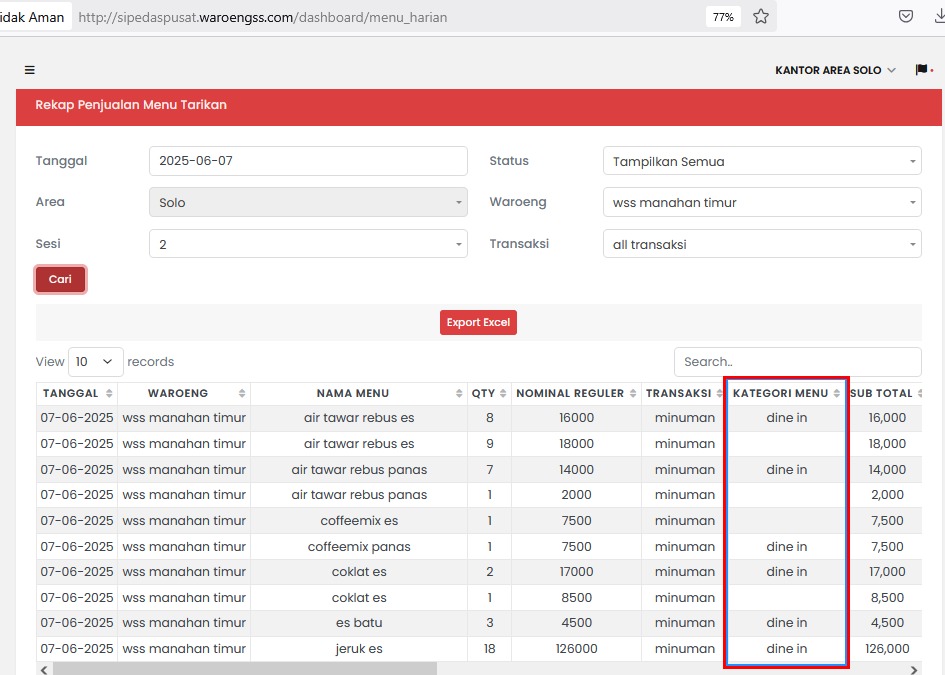 idak Aman http://sipedaspusat.waroengss.com/dashboard/menu_harian 77%
KANTOR AREA SOLO
Rekap Penjualan Menu Tarikan
Tanggal 2025-06-07 Status Tampilkan Semua
Area Solo Waroeng wss manahan timur
Sesi 2 Transaksi all transaksi
Cari
Export Excel
View 10 records Search..
TANGGAL WAROENG NAMA MENU QTY NOMINAL REGULER TRANSAKSI KATEGORI MENU SUB TOTAL
07-06-2025 wss manahan timur air tawar rebus es 8 16000 minuman dine in 16,000
07-06-2025 wss manahan timur air tawar rebus es 9 18000 minuman 18,000
07-06-2025 wss manahan timur air tawar rebus panas 7 14000 minuman dine in 14,000
07-06-2025 wss manahan timur air tawar rebus panas 1 2000 minuman 2,000
07-06-2025 wss manahan timur coffeemix es 1 7500 minuman 7,500
07-06-2025 wss manahan timur coffeemix panas 1 7500 minuman dine in 7,500
07-06-2025 wss manahan timur coklat es 2 17000 minuman dine in 17,000
07-06-2025 wss manahan timur coklat es 1 8500 minuman 8,500
07-06-2025 wss manahan timur es batu 3 4500 minuman dine in 4,500
07-06-2025 wss manahan timur jeruk es 18 126000 minuman dine in 126,000